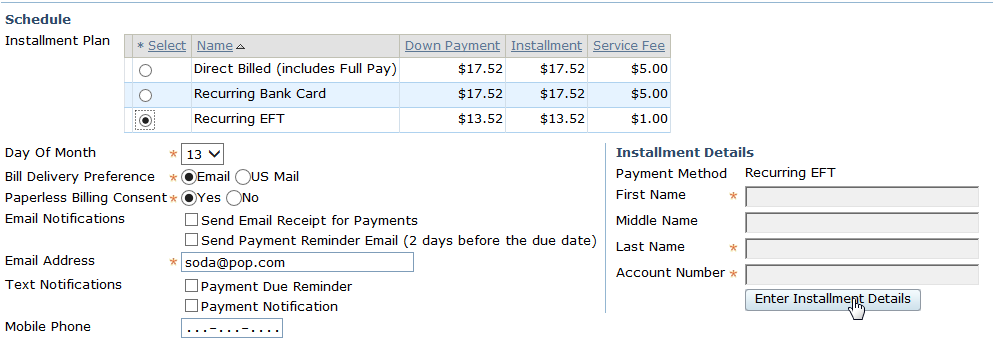 Schedule
Installment Plan
* Select Name Down Payment Installment Service Fee
Direct Billed (includes Full Pay) $17.52 $17.52 $5.00
Recurring Bank Card $17.52 $17.52 $5.00
Recurring EFT $13.52 $13.52 $1.00
Day Of Month * 13
Bill Delivery Preference * Email US Mail
Paperless Billing Consent * Yes No
Email Notifications Send Email Receipt for Payments
Send Payment Reminder Email (2 days before the due date)
Email Address * soda@pop.com
Text Notifications Payment Due Reminder
Payment Notification
Mobile Phone ...-...-....
Installment Details
Payment Method Recurring EFT
First Name *
Middle Name
Last Name *
Account Number *
Enter Installment Details